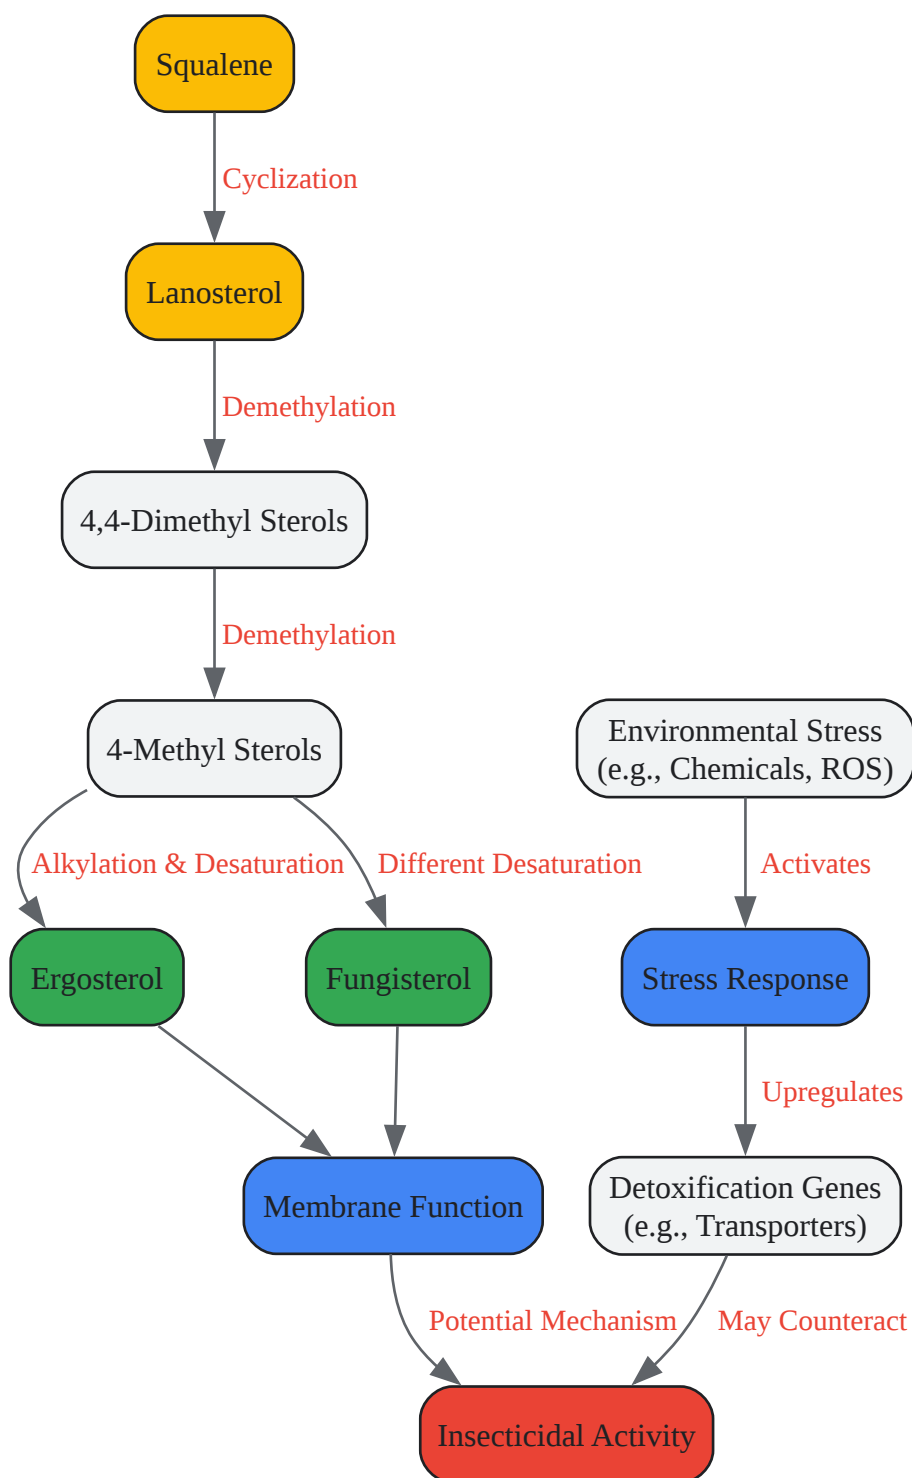 Squalene
Cyclization
Lanosterol
Demethylation
4,4-Dimethyl Sterols
Demethylation
4-Methyl Sterols
Environmental Stress
(e.g., Chemicals, ROS)
Alkylation & Desaturation
Different Desaturation
Activates
Ergosterol
Fungisterol
Stress Response
Upregulates
Membrane Function
Detoxification Genes
(e.g., Transporters)
Potential Mechanism
May Counteract
Insecticidal Activity